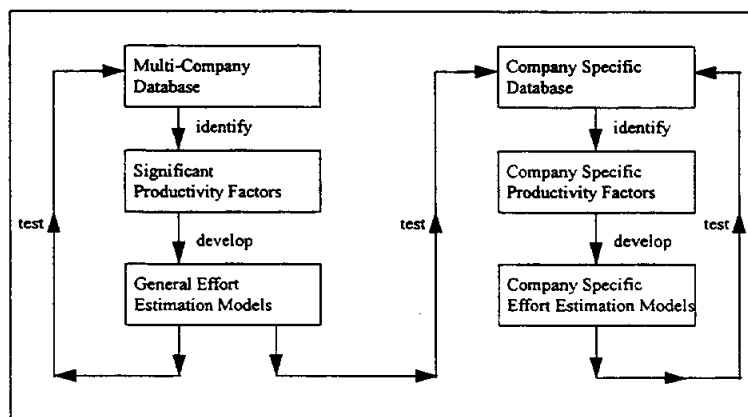 Multi-Company
Database
identify
Significant
Productivity Factors
test
develop
General Effort
Estimation Models
Company Specific
Database
identify
Company Specific
Productivity Factors
test
test
develop
Company Specific
Effort Estimation Models